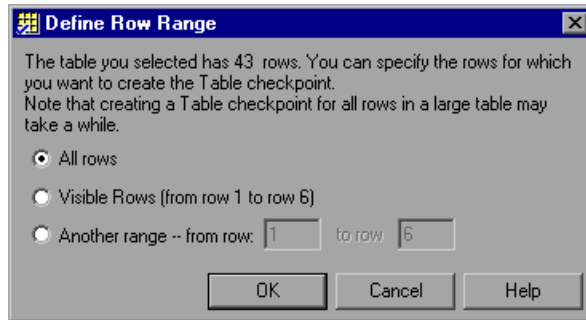 Define Row Range
The table you selected has 43 rows. You can specify the rows for which
you want to create the Table checkpoint.
Note that creating a Table checkpoint for all rows in a large table may
take a while.
All rows
Visible Rows (from row 1 to row 6)
Another range -- from row: 1 to row 6
OK Cancel Help